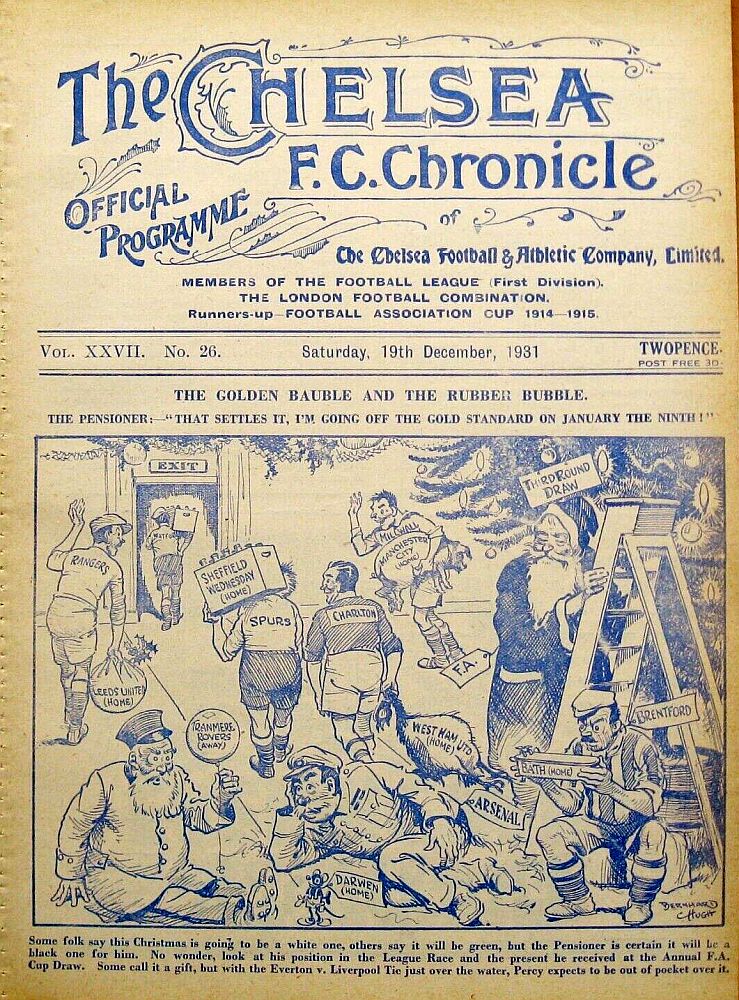 The CHELSEA
F.C. Chronicle
OFFICIAL
PROGRAMME
of
The Chelsea Football & Athletic Company, Limited.
MEMBERS OF THE FOOTBALL LEAGUE (First Division).
THE LONDON FOOTBALL COMBINATION.
Runners-up—FOOTBALL ASSOCIATION CUP 1914—1915.
VOL. XXVII. No. 26.
Saturday, 19th December, 1931
TWOPENCE.
POST FREE 3D.
THE GOLDEN BAUBLE AND THE RUBBER BUBBLE.
THE PENSIONER:—"THAT SETTLES IT, I'M GOING OFF THE GOLD STANDARD ON JANUARY THE NINTH!"
EXIT
THIRD ROUND
DRAW
MILLWALL
MANCHESTER
CITY
(HOME)
RANGERS
SHEFFIELD
WEDNESDAY
(HOME)
SPURS
CHARLTON
F.A.
LEEDS UNITED
(HOME)
TRANMERE
ROVERS
(AWAY)
WEST HAM UTD
(HOME)
BRENTFORD
BATH (HOME)
ARSENAL
DARWEN
(HOME)
BERNHARD
HUGH
Some folk say this Christmas is going to be a white one, others say it will be green, but the Pensioner is certain it will be a
black one for him. No wonder, look at his position in the League Race and the present he received at the Annual F.A.
Cup Draw. Some call it a gift, but with the Everton v. Liverpool Tie just over the water, Percy expects to be out of pocket over it.